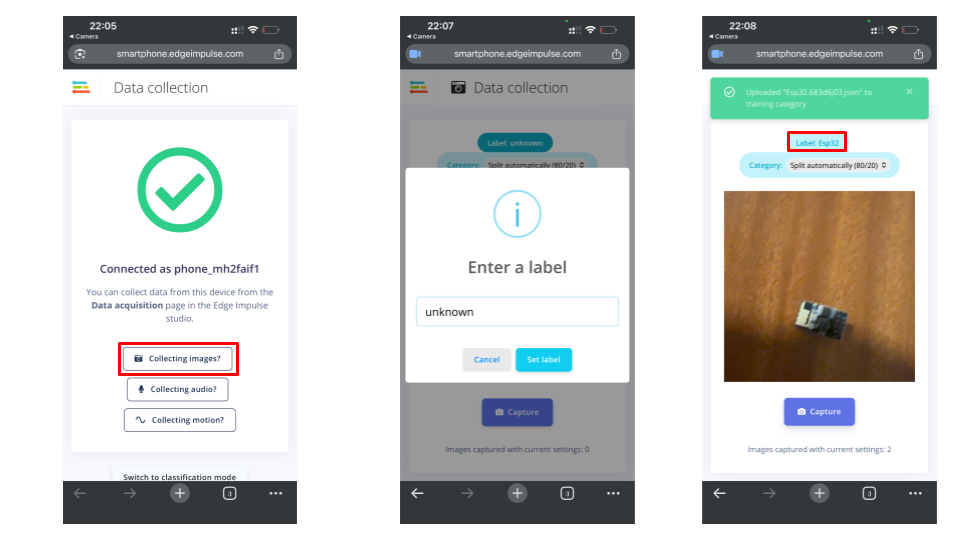 22:05
◂ Camera
smartphone.edgeimpulse.com
Data collection
Connected as phone_mh2faif1
You can collect data from this device from the
Data acquisition page in the Edge Impulse
studio.
Collecting images?
Collecting audio?
Collecting motion?
Switch to classification mode
:)
22:07
◂ Camera
smartphone.edgeimpulse.com
Data collection
Label: unknown
Category: Split automatically (80/20)
Enter a label
unknown
Cancel
Set label
Capture
Images captured with current settings: 0
:)
22:08
◂ Camera
smartphone.edgeimpulse.com
Uploaded "Esp32.683d6j03.json" to
training category
Label: Esp32
Category: Split automatically (80/20)
Capture
Images captured with current settings: 2
:)